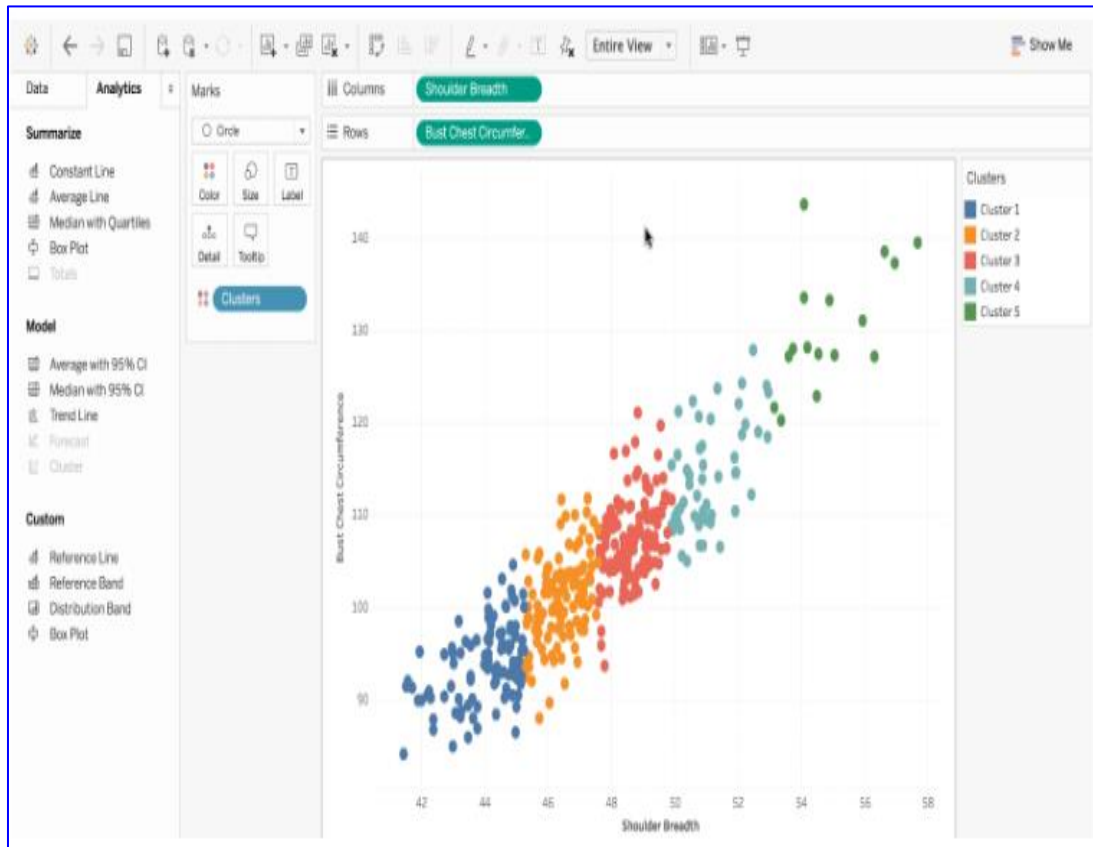 Entire View
Show Me
Data
Analytics
Marks
Columns
Shoulder Breadth
Rows
Bust Chest Circumfer..
Summarize
Constant Line
Average Line
Median with Quartiles
Box Plot
Totals
Model
Average with 95% CI
Median with 95% CI
Trend Line
Forecast
Cluster
Custom
Reference Line
Reference Band
Distribution Band
Box Plot
Circle
Color
Size
Label
Detail
Tooltip
Clusters
Bust Chest Circumference
140
130
120
110
100
90
42 44 46 48 50 52 54 56 58
Shoulder Breadth
Clusters
Cluster 1
Cluster 2
Cluster 3
Cluster 4
Cluster 5